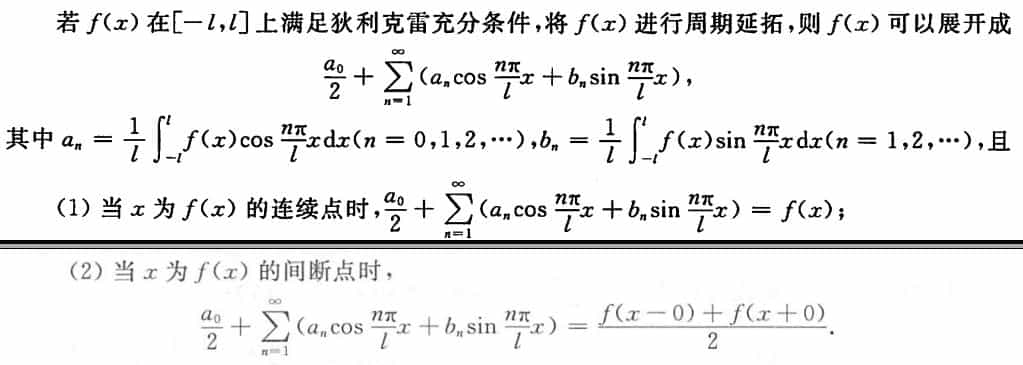 若 f(x) 在[-l,l]上满足狄利克雷充分条件,将 f(x) 进行周期延拓,则 f(x) 可以展开成
$\frac{a_0}{2} + \sum_{n=1}^{\infty} (a_n \cos \frac{n\pi}{l}x + b_n \sin \frac{n\pi}{l}x)$,
其中 $a_n = \frac{1}{l} \int_{-l}^{l} f(x) \cos \frac{n\pi}{l}x dx (n = 0,1,2,\cdots), b_n = \frac{1}{l} \int_{-l}^{l} f(x) \sin \frac{n\pi}{l}x dx (n = 1,2,\cdots)$,且
(1) 当 x 为 f(x) 的连续点时,$\frac{a_0}{2} + \sum_{n=1}^{\infty} (a_n \cos \frac{n\pi}{l}x + b_n \sin \frac{n\pi}{l}x) = f(x)$;
(2) 当 x 为 f(x) 的间断点时,
$\frac{a_0}{2} + \sum_{n=1}^{\infty} (a_n \cos \frac{n\pi}{l}x + b_n \sin \frac{n\pi}{l}x) = \frac{f(x-0) + f(x+0)}{2}$.